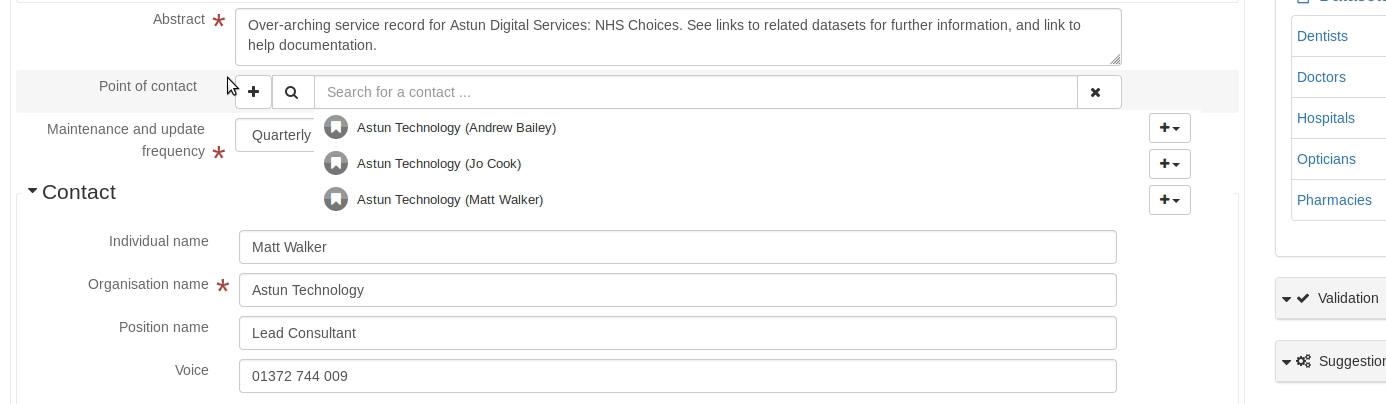 Abstract *
Over-arching service record for Astun Digital Services: NHS Choices. See links to related datasets for further information, and link to
help documentation.
Point of contact
Search for a contact ...
Maintenance and update
frequency *
Quarterly
Astun Technology (Andrew Bailey)
Astun Technology (Jo Cook)
Astun Technology (Matt Walker)
Contact
Individual name
Matt Walker
Organisation name *
Astun Technology
Position name
Lead Consultant
Voice
01372 744 009
Dentists
Doctors
Hospitals
Opticians
Pharmacies
Validation